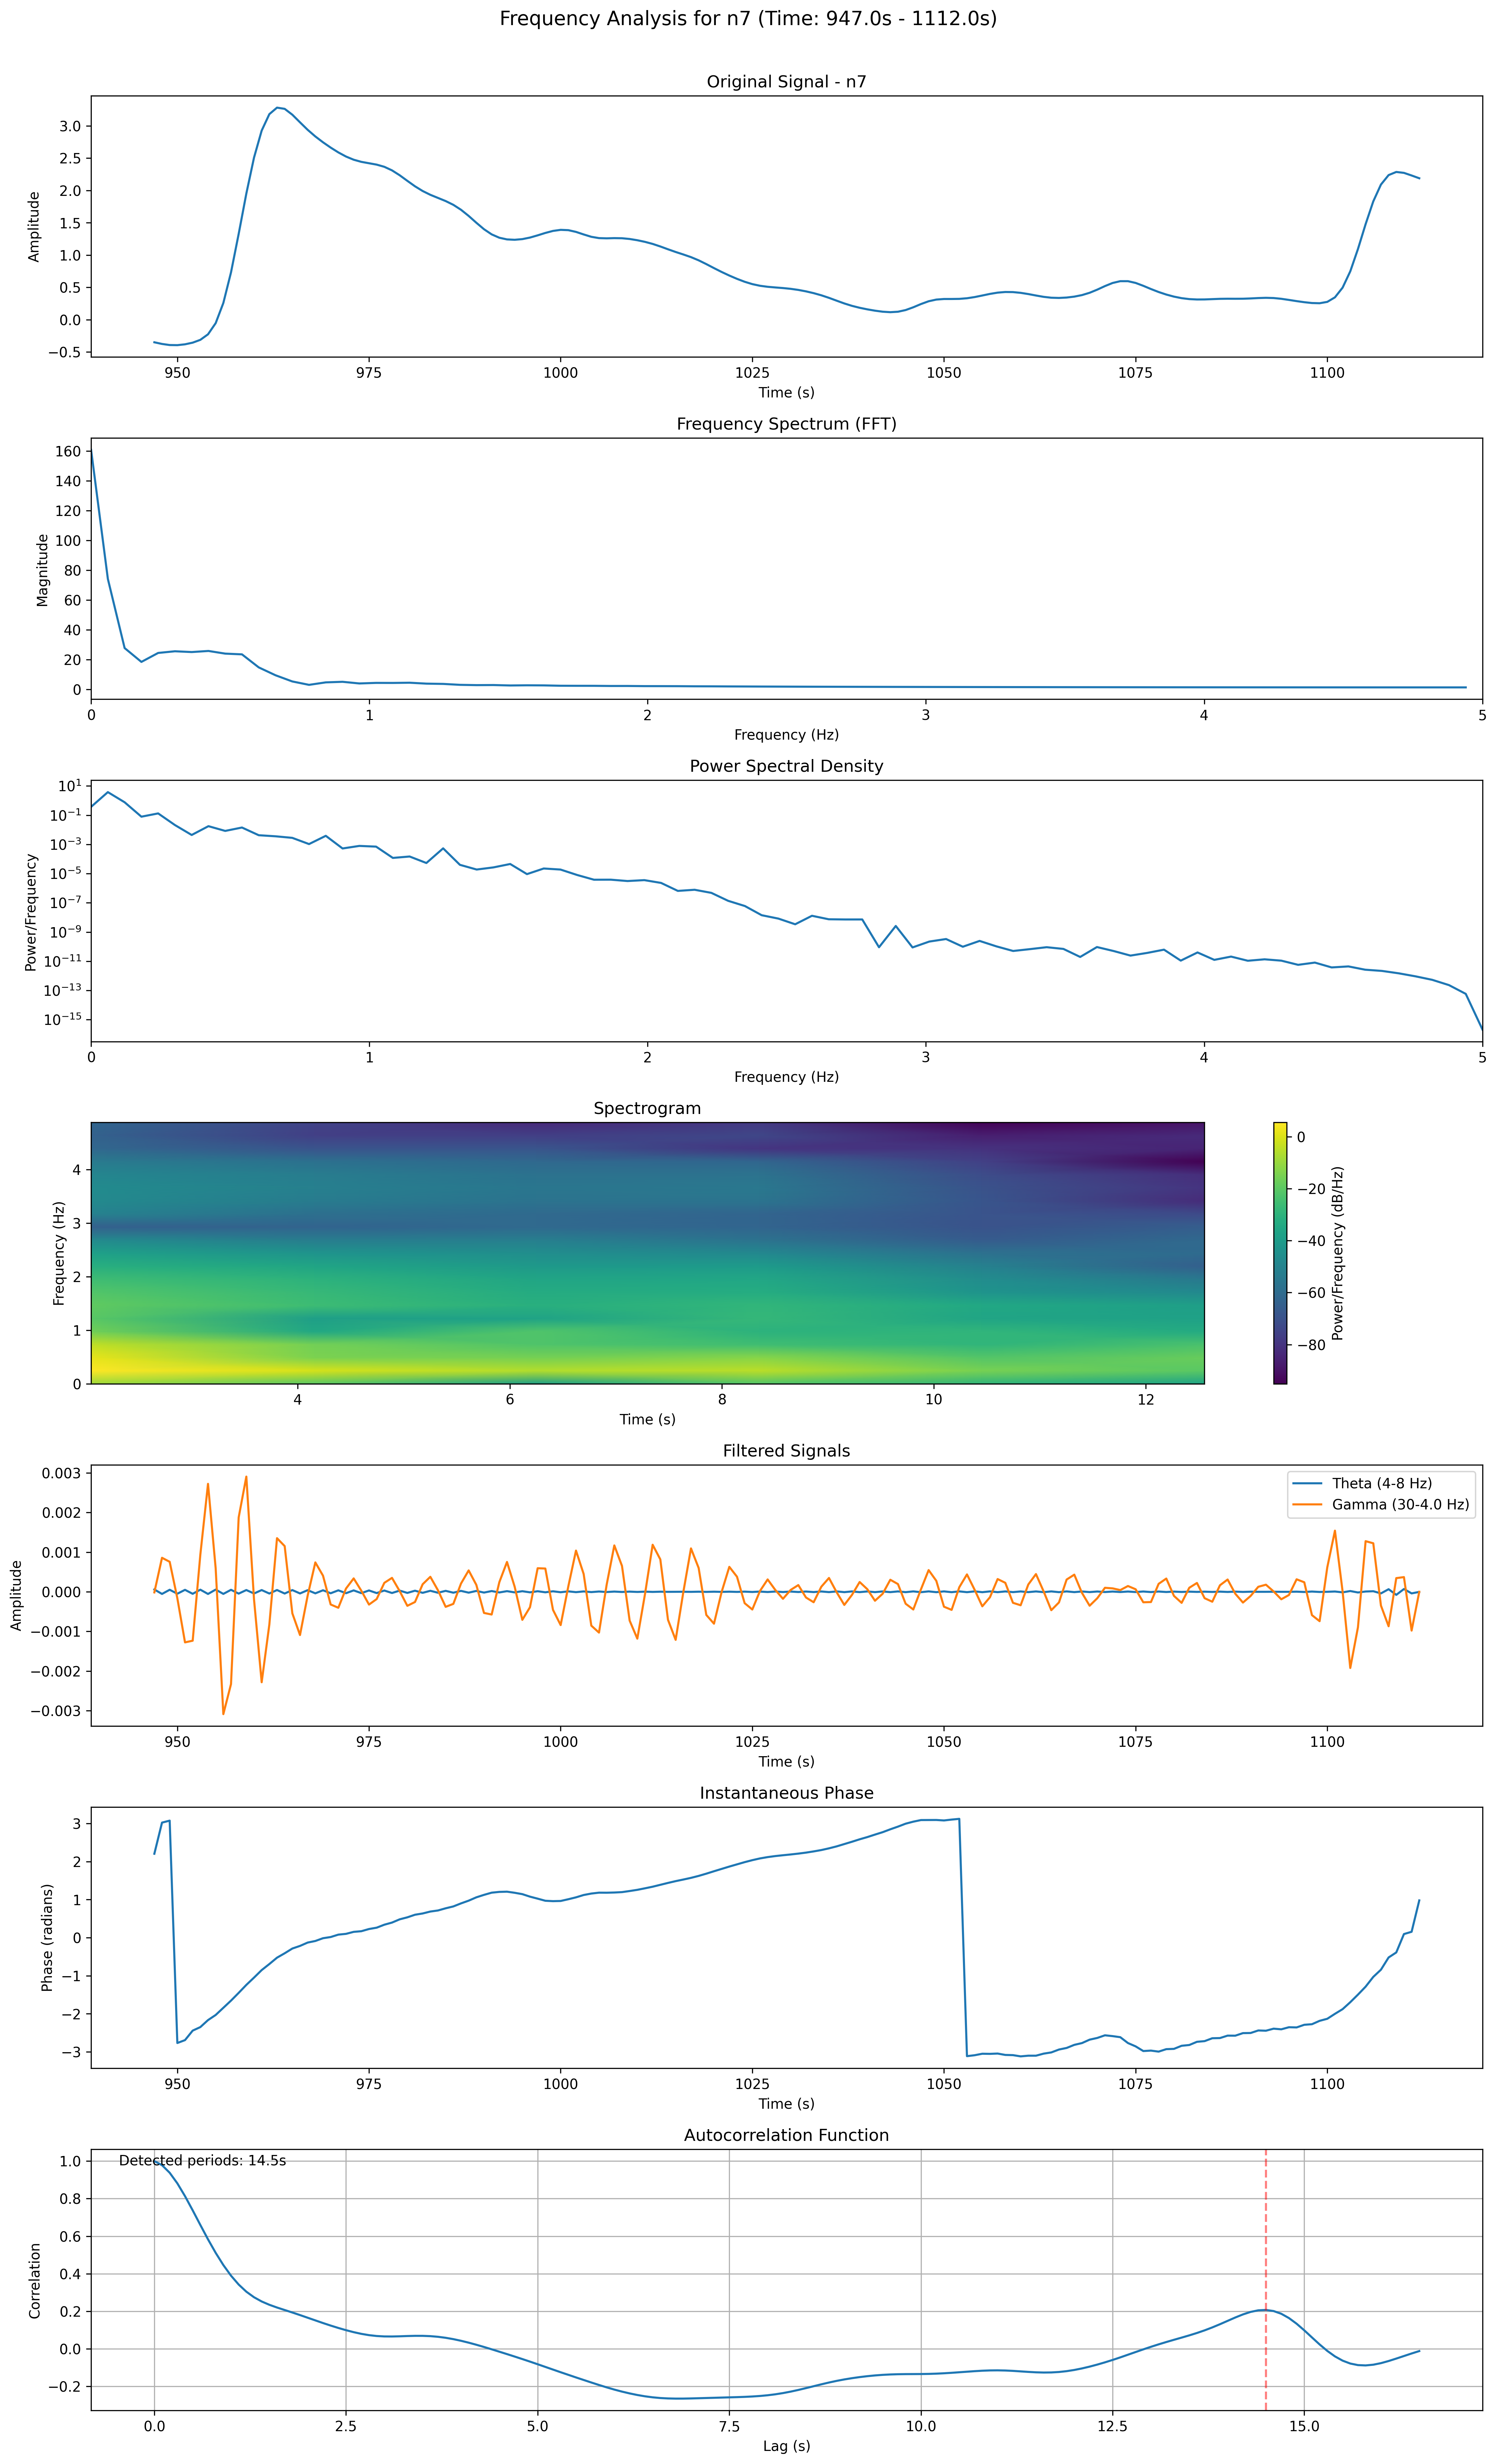 Frequency Analysis for n7 (Time: 947.0s - 1112.0s)
Original Signal - n7
3.0
2.5
2.0
1.5
1.0
0.5
0.0
−0.5
Amplitude
950 975 1000 1025 1050 1075 1100
Time (s)
Frequency Spectrum (FFT)
160
140
120
100
80
60
40
20
0
Magnitude
0 1 2 3 4 5
Frequency (Hz)
Power Spectral Density
10¹
10⁻¹
10⁻³
10⁻⁵
10⁻⁷
10⁻⁹
10⁻¹¹
10⁻¹³
10⁻¹⁵
Power/Frequency
0 1 2 3 4 5
Frequency (Hz)
Spectrogram
4
3
2
1
0
Frequency (Hz)
4 6 8 10 12
Time (s)
0
−20
−40
−60
−80
Power/Frequency (dB/Hz)
Filtered Signals
0.003
0.002
0.001
0.000
−0.001
−0.002
−0.003
Amplitude
Theta (4-8 Hz)
Gamma (30-4.0 Hz)
950 975 1000 1025 1050 1075 1100
Time (s)
Instantaneous Phase
3
2
1
0
−1
−2
−3
Phase (radians)
950 975 1000 1025 1050 1075 1100
Time (s)
Autocorrelation Function
Detected periods: 14.5s
1.0
0.8
0.6
0.4
0.2
0.0
−0.2
Correlation
0.0 2.5 5.0 7.5 10.0 12.5 15.0
Lag (s)